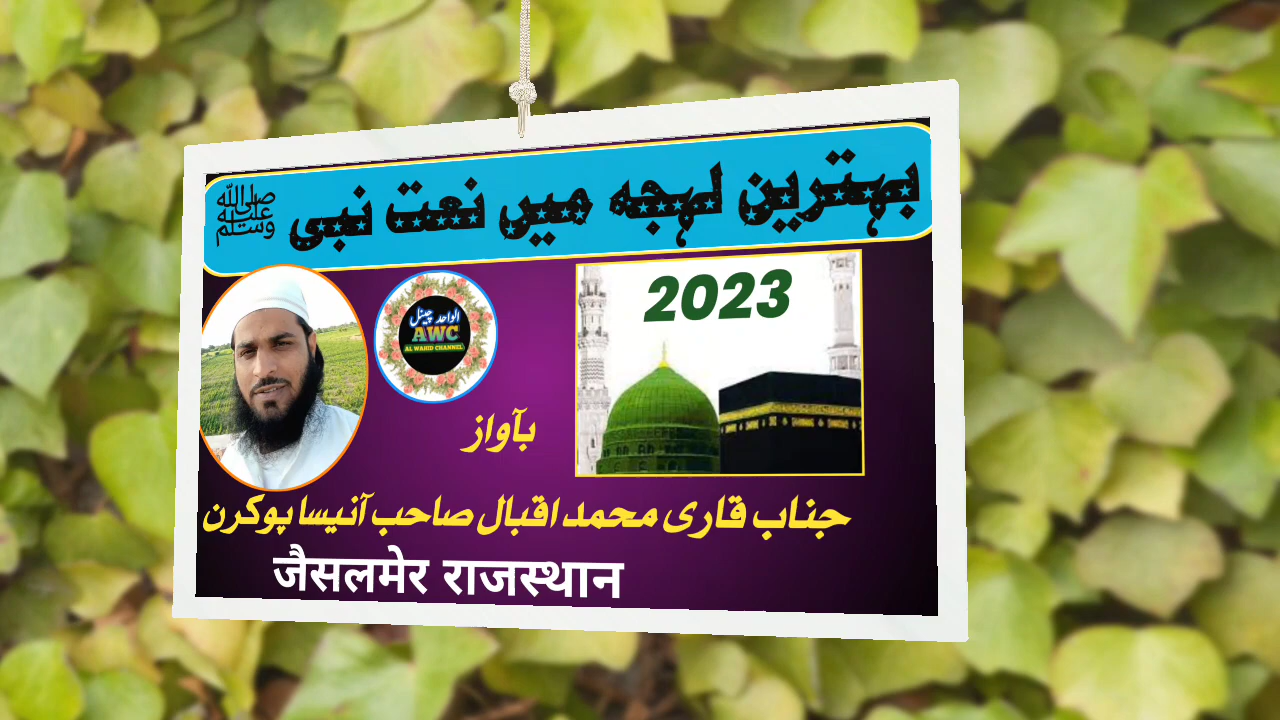 بہترین لہجہ میں نعت نبی ﷺ
2023
الواحد چینل
AWC
AL WAHID CHANNEL
بآواز
جناب قاری محمد اقبال صاحب آنیسا پوکرن
जैसलमेर राजस्थान